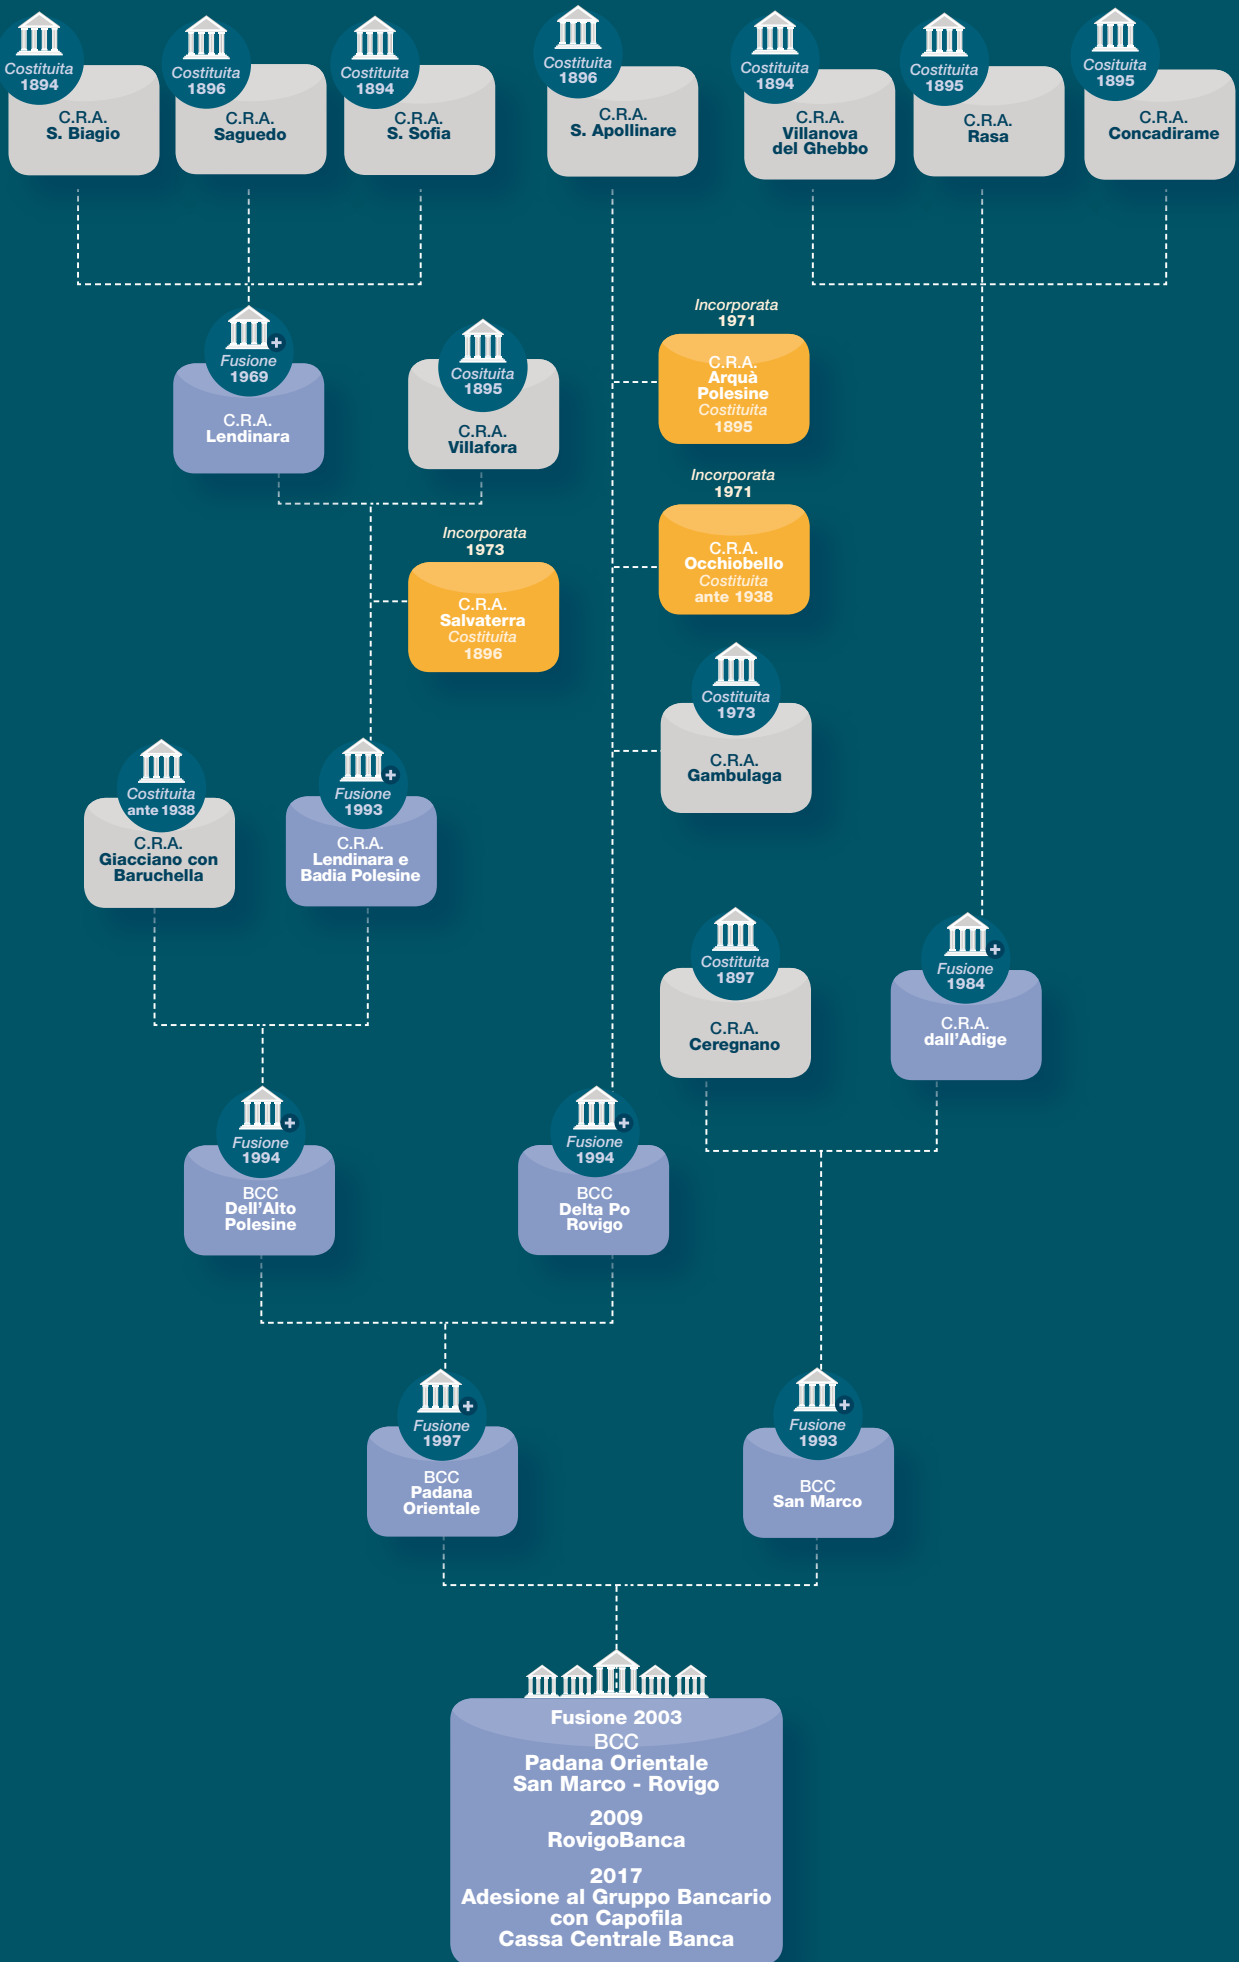 Costituita
1894
C.R.A.
S. Biagio
Costituita
1896
C.R.A.
Saguedo
Costituita
1894
C.R.A.
S. Sofia
Costituita
1896
C.R.A.
S. Apollinare
Costituita
1894
C.R.A.
Villanova
del Ghebbo
Costituita
1895
C.R.A.
Rasa
Cosituita
1895
C.R.A.
Concadirame
Fusione
1969
C.R.A.
Lendinara
Cosituita
1895
C.R.A.
Villafora
Incorporata
1971
C.R.A.
Arquà
Polesine
Costituita
1895
Incorporata
1971
C.R.A.
Occhiobello
Costituita
ante 1938
Incorporata
1973
C.R.A.
Salvaterra
Costituita
1896
Costituita
1973
C.R.A.
Gambulaga
Costituita
ante 1938
C.R.A.
Giacciano con
Baruchella
Fusione
1993
C.R.A.
Lendinara e
Badia Polesine
Costituita
1897
C.R.A.
Ceregnano
Fusione
1984
C.R.A.
dall'Adige
Fusione
1994
BCC
Dell'Alto
Polesine
Fusione
1994
BCC
Delta Po
Rovigo
Fusione
1997
BCC
Padana
Orientale
Fusione
1993
BCC
San Marco
Fusione 2003
BCC
Padana Orientale
San Marco - Rovigo
2009
RovigoBanca
2017
Adesione al Gruppo Bancario
con Capofila
Cassa Centrale Banca